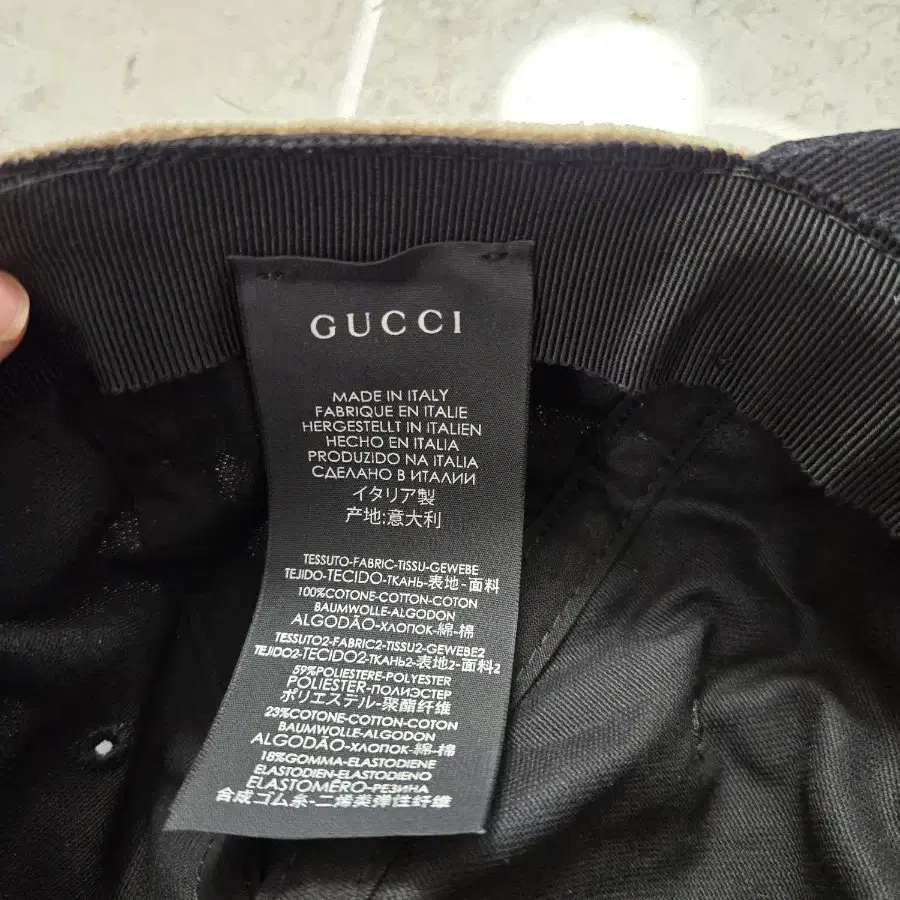 GUCCI
MADE IN ITALY
FABRIQUE EN ITALIE
HERGESTELLT IN ITALIEN
HECHO EN ITALIA
PRODUZIDO NA ITALIA
СДЕЛАНО В ИТАЛИИ
イタリア製
产地:意大利
TESSUTO-FABRIC-TISSU-GEWEBE
TEJIDO-TECIDO-ТКАНЬ-表地-面料
100%COTONE-COTTON-COTON
BAUMWOLLE-ALGODON
ALGODÃO-ХЛОПОК-綿-棉
TESSUTO2-FABRIC2-TISSU2-GEWEBE2
TEJIDO2-TECIDO2-ТКАНЬ2-表地2-面料2
59%POLIESTERE-POLYESTER
POLIESTER-ПОЛИЭСТЕР
ポリエステル-聚酯纤维
23%COTONE-COTTON-COTON
BAUMWOLLE-ALGODON
ALGODÃO-ХЛОПОК-綿-棉
18%GOMMA-ELASTODIENE
ELASTODIEN-ELASTODIENO
ELASTOMÉRO-РЕЗИНА
合成ゴム糸-二烯类弹性纤维